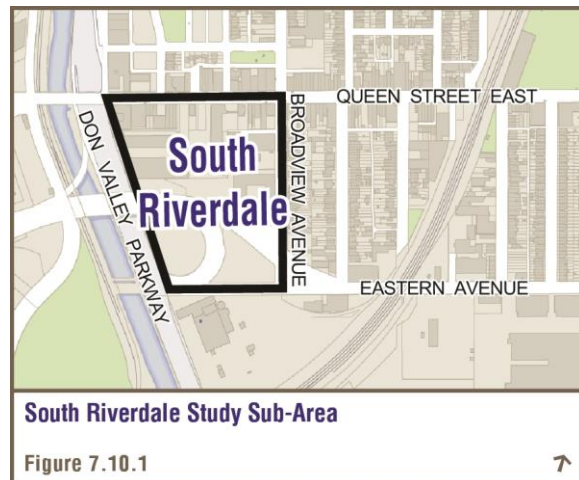 QUEEN STREET EAST
DON VALLEY PARKWAY
South
Riverdale
BROADVIEW AVENUE
EASTERN AVENUE
South Riverdale Study Sub-Area
Figure 7.10.1